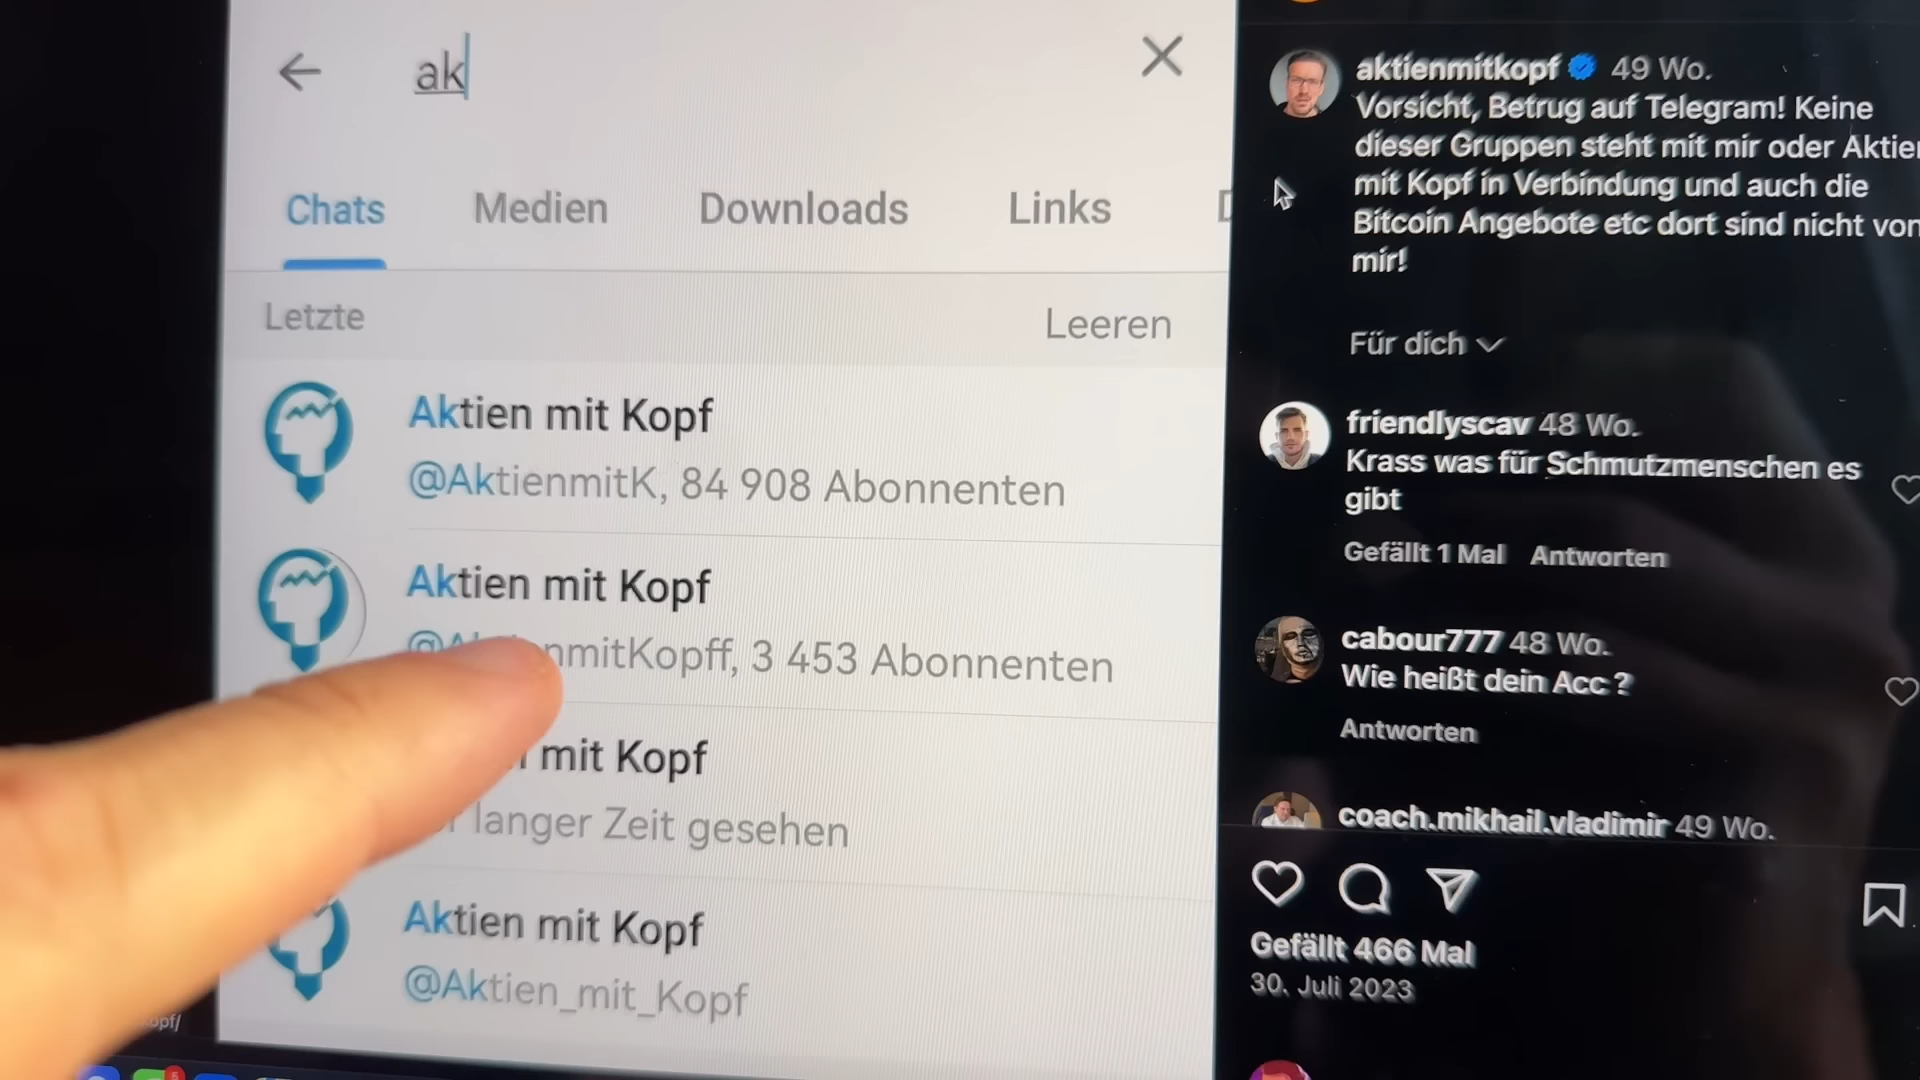 ak
Chats Medien Downloads Links
Letzte Leeren
Aktien mit Kopf
@AktienmitK, 84 908 Abonnenten
Aktien mit Kopf
nmitKopff, 3 453 Abonnenten
mit Kopf
langer Zeit gesehen
Aktien mit Kopf
@Aktien_mit_Kopf
opf/
5
aktienmitkopf 49 Wo.
Vorsicht, Betrug auf Telegram! Keine
dieser Gruppen steht mit mir oder Aktien
mit Kopf in Verbindung und auch die
Bitcoin Angebote etc dort sind nicht von
mir!
Für dich
friendlyscav 48 Wo.
Krass was für Schmutzmenschen es
gibt
Gefällt 1 Mal Antworten
cabour777 48 Wo.
Wie heißt dein Acc ?
Antworten
coach.mikhail.vladimir 49 Wo.
Gefällt 466 Mal
30. Juli 2023